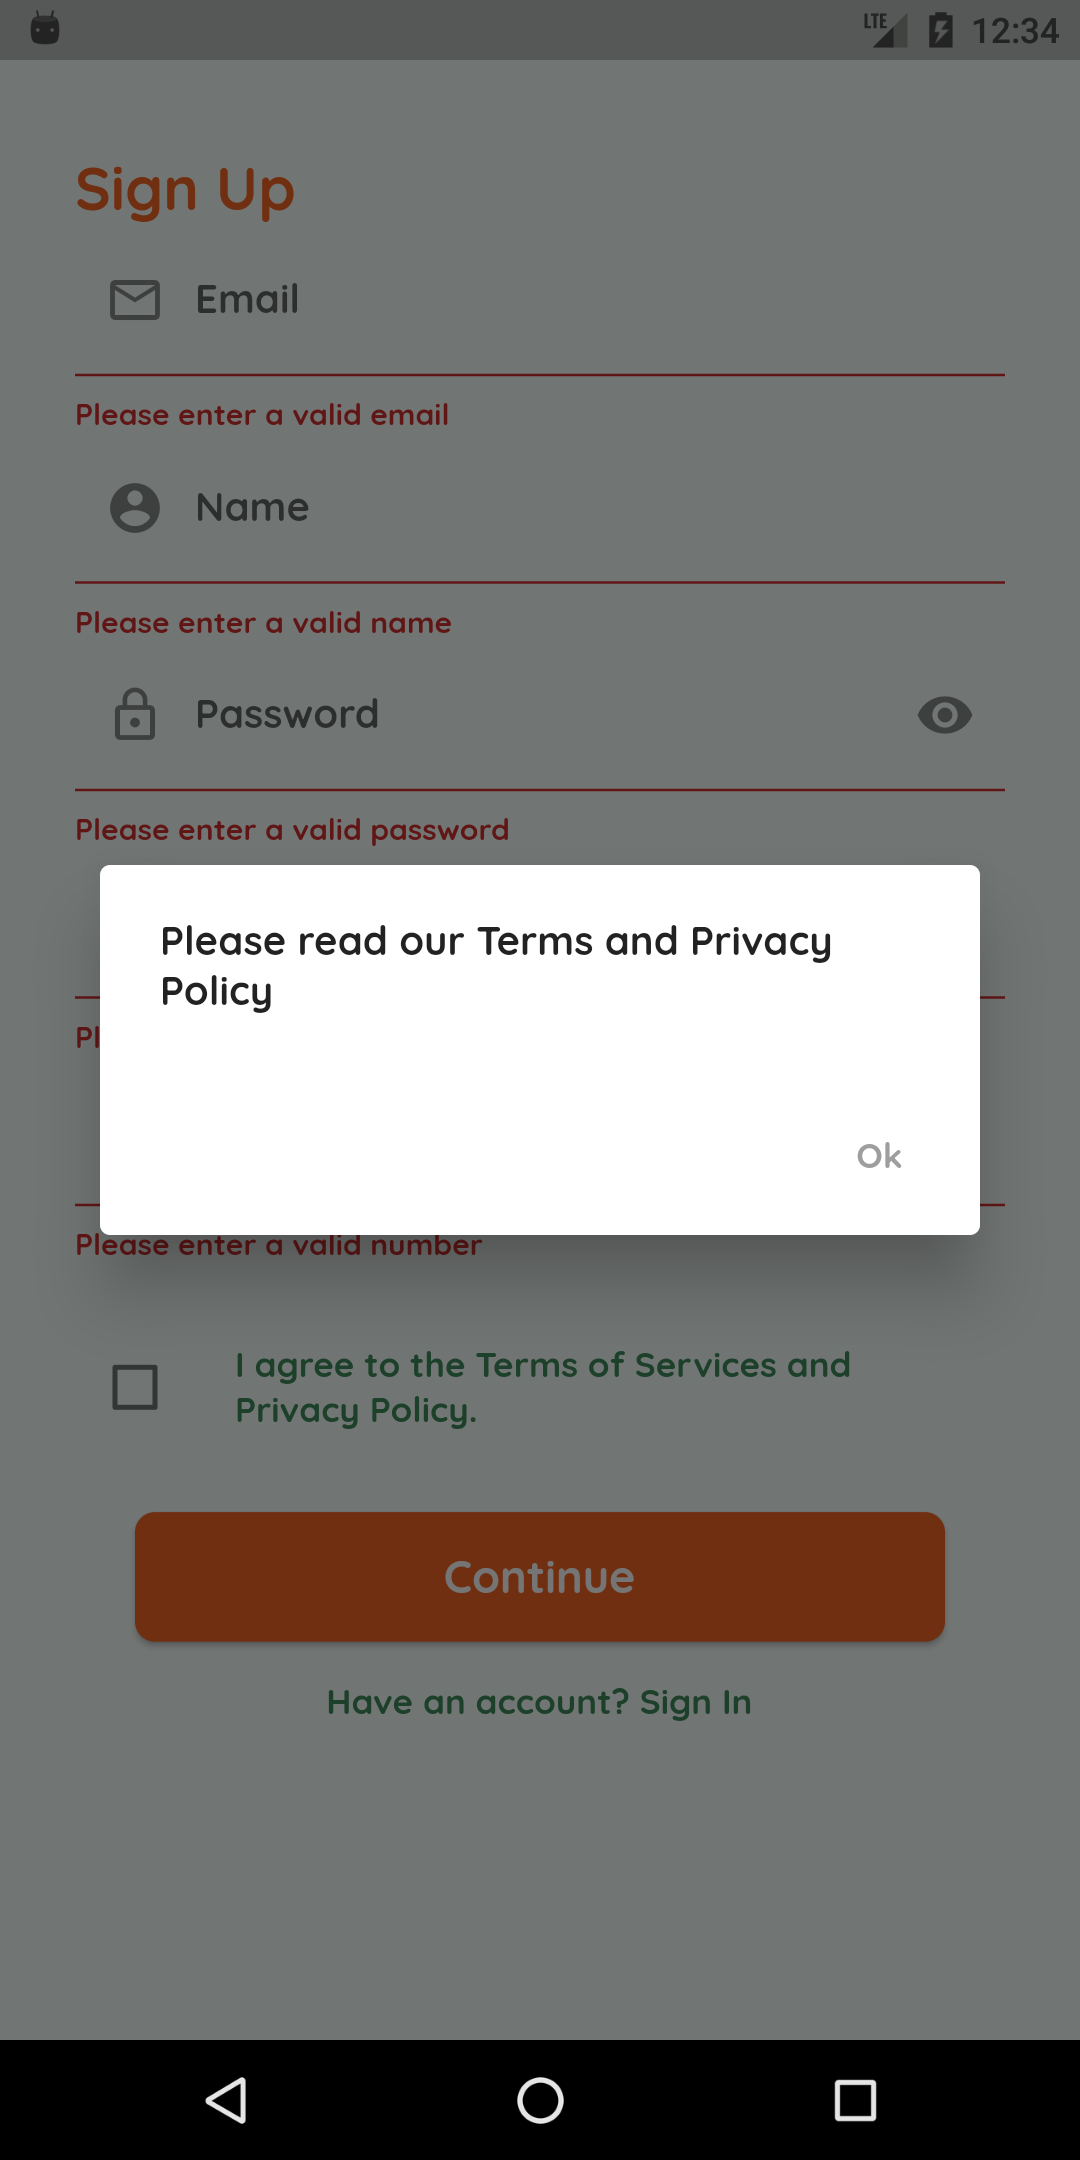 LTE 12:34
Sign Up
Email
Please enter a valid email
Name
Please enter a valid name
Password
Please enter a valid password
Please read our Terms and Privacy
Policy
Ok
Please enter a valid number
I agree to the Terms of Services and
Privacy Policy.
Continue
Have an account? Sign In